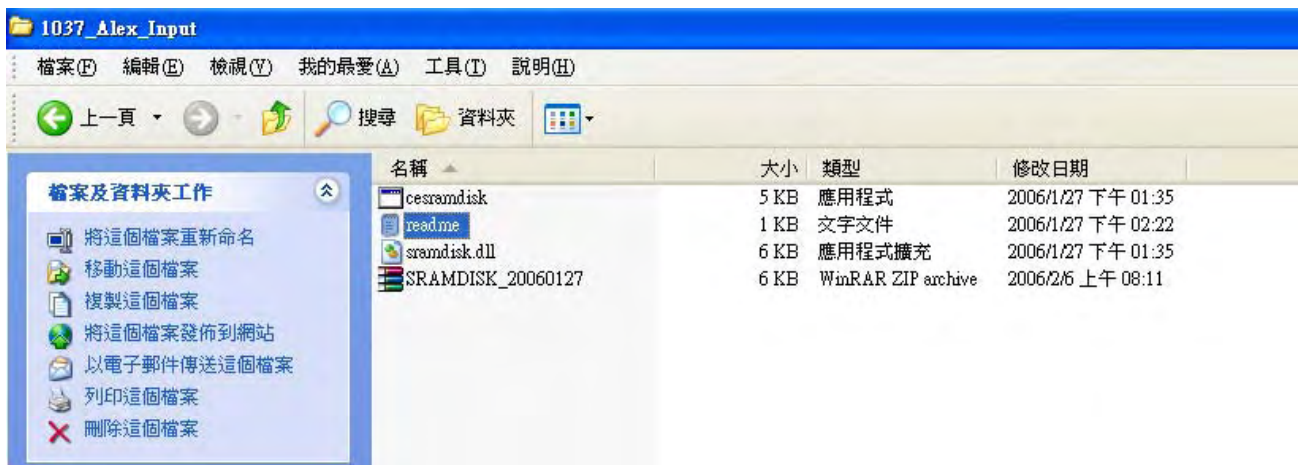 1037_Alex_Input
檔案(F) 編輯(E) 檢視(V) 我的最愛(A) 工具(T) 說明(H)
上一頁 搜尋 資料夾
名稱 大小 類型 修改日期
檔案及資料夾工作
將這個檔案重新命名
移動這個檔案
複製這個檔案
將這個檔案發佈到網站
以電子郵件傳送這個檔案
列印這個檔案
刪除這個檔案
cesramdisk 5 KB 應用程式 2006/1/27 下午 01:35
readme 1 KB 文字文件 2006/1/27 下午 02:22
sramdisk.dll 6 KB 應用程式擴充 2006/1/27 下午 01:35
SRAMDISK_20060127 6 KB WinRAR ZIP archive 2006/2/6 上午 08:11